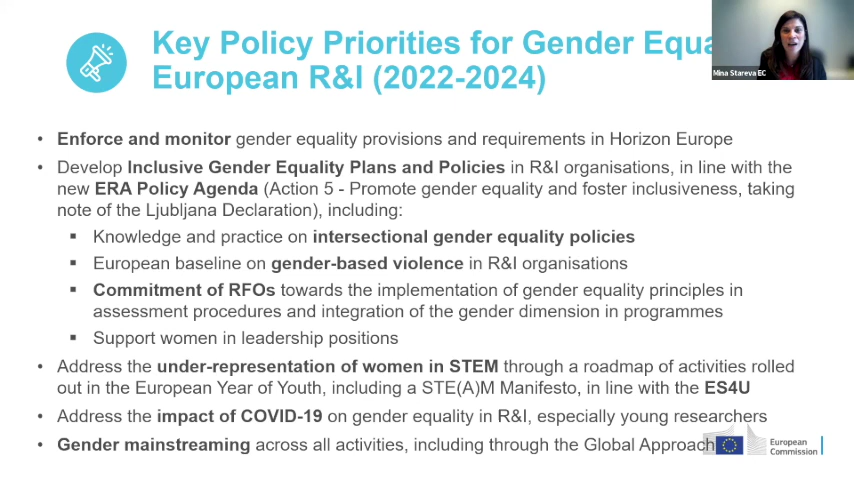 Key Policy Priorities for Gender Equa
European R&I (2022-2024)
Mina Stareva EC
• Enforce and monitor gender equality provisions and requirements in Horizon Europe
• Develop Inclusive Gender Equality Plans and Policies in R&I organisations, in line with the
new ERA Policy Agenda (Action 5 - Promote gender equality and foster inclusiveness, taking
note of the Ljubljana Declaration), including:
▪ Knowledge and practice on intersectional gender equality policies
▪ European baseline on gender-based violence in R&I organisations
▪ Commitment of RFOs towards the implementation of gender equality principles in
assessment procedures and integration of the gender dimension in programmes
▪ Support women in leadership positions
• Address the under-representation of women in STEM through a roadmap of activities rolled
out in the European Year of Youth, including a STE(A)M Manifesto, in line with the ES4U
• Address the impact of COVID-19 on gender equality in R&I, especially young researchers
• Gender mainstreaming across all activities, including through the Global Approach
European
Commission